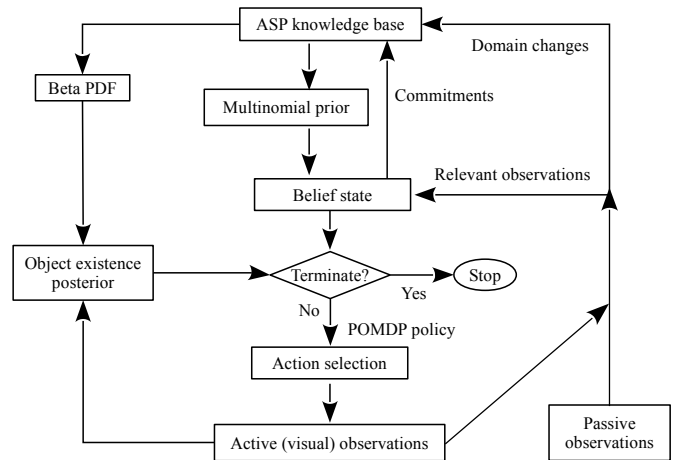 ASP knowledge base
Domain changes
Beta PDF
Multinomial prior
Commitments
Relevant observations
Belief state
Object existence
posterior
Terminate?
Stop
Yes
No
POMDP policy
Action selection
Active (visual) observations
Passive
observations